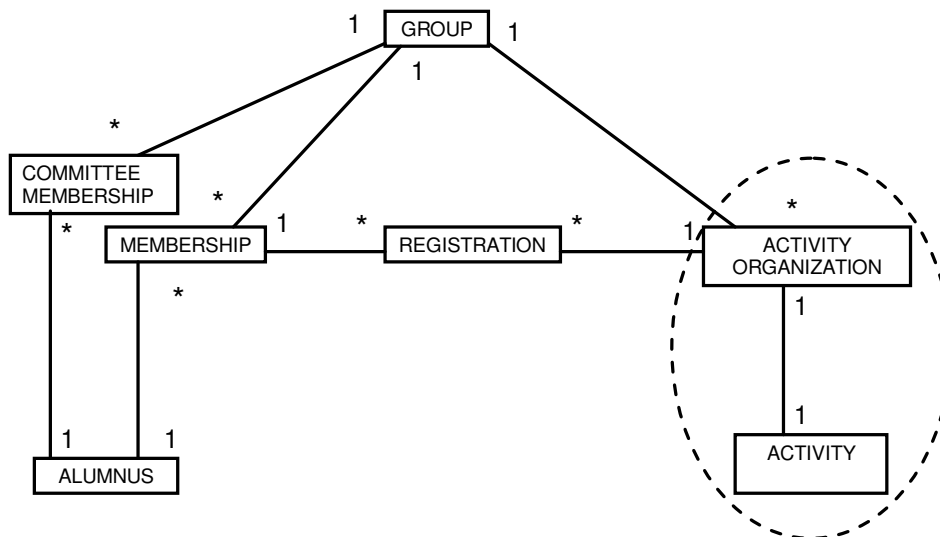 1
GROUP
1
1
*
COMMITTEE
MEMBERSHIP
*
*
*
MEMBERSHIP
1
*
REGISTRATION
*
1
ACTIVITY
ORGANIZATION
*
1
1
1
1
ACTIVITY
ALUMNUS